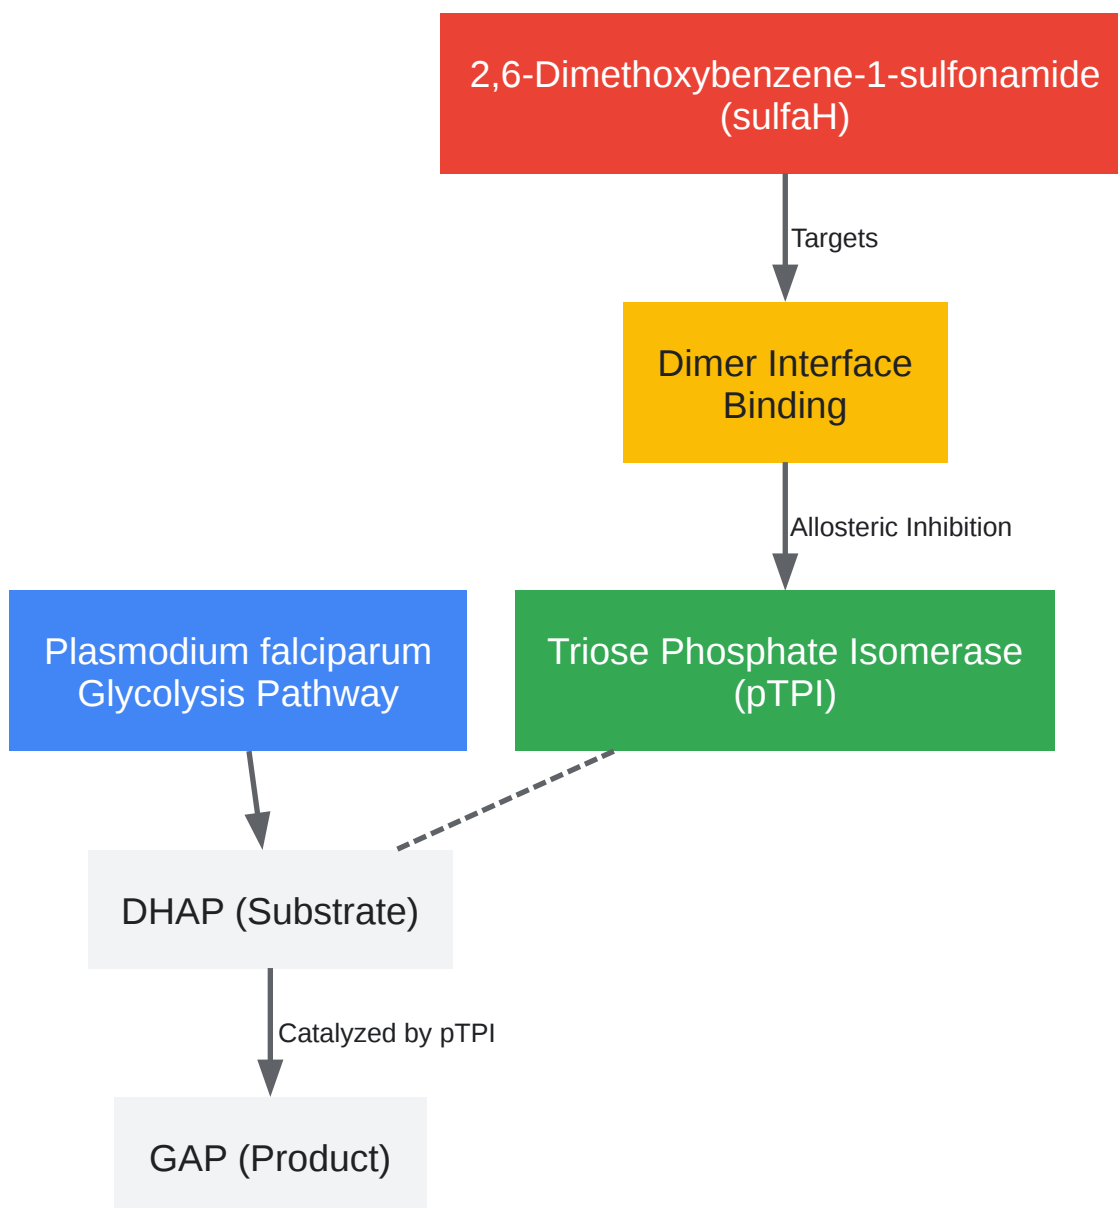 2,6-Dimethoxybenzene-1-sulfonamide
(sulfaH)
Targets
Dimer Interface
Binding
Allosteric Inhibition
Plasmodium falciparum
Glycolysis Pathway
Triose Phosphate Isomerase
(pTPI)
DHAP (Substrate)
Catalyzed by pTPI
GAP (Product)